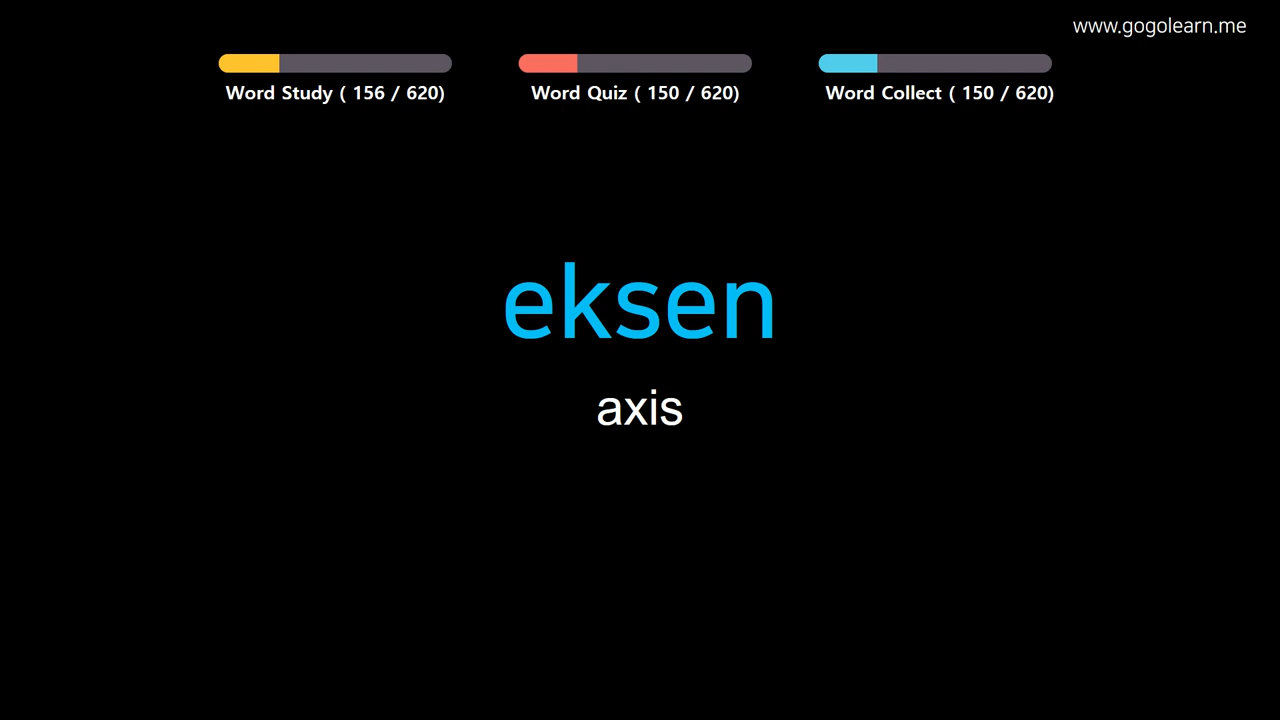 www.gogolearn.me
Word Study ( 156 / 620)
Word Quiz ( 150 / 620)
Word Collect ( 150 / 620)
eksen
axis